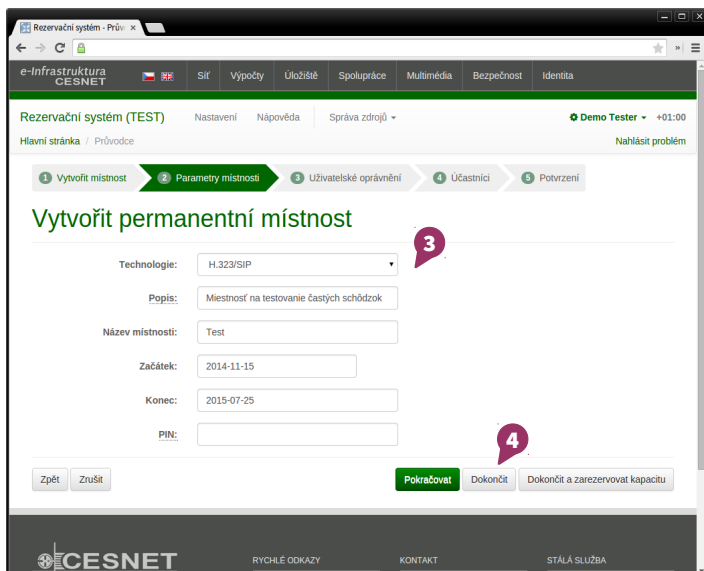 Rezervační systém - Průvo
e-Infrastruktura
CESNET
Síť Výpočty Úložiště Spolupráce Multimédia Bezpečnost Identita
Rezervační systém (TEST) Nastavení Nápověda Správa zdrojů Demo Tester +01:00
Hlavní stránka / Průvodce Nahlásit problém
1 Vytvořit místnost 2 Parametry místnosti 3 Uživatelské oprávnění 4 Účastníci 5 Potvrzení
Vytvořit permanentní místnost
3
Technologie: H.323/SIP
Popis: Miestnosť na testovanie častých schôdzok
Název místnosti: Test
Začátek: 2014-11-15
Konec: 2015-07-25
PIN:
4
Zpět Zrušit Pokračovat Dokončit Dokončit a zarezervovat kapacitu
CESNET RYCHLÉ ODKAZY KONTAKT STÁLÁ SLUŽBA